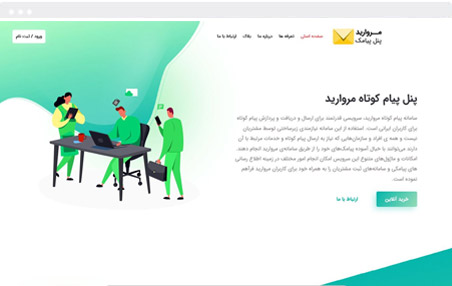 مـروارید
پنل پیامک
صفحه اصلی
تعرفه ها
درباره ما
بلاگ
ارتباط با ما
ورود / ثبت نام
پنل پیام کوتاه مروارید
سامانه پیام کوتاه مروارید، سرویسی قدرتمند برای ارسال و دریافت و پردازش پیام کوتاه
برای کاربران ایرانی است. استفاده از این سامانه نیازمندی زیرساختی توسط مشتریان
نیست و همه ی افراد و سازمان‌هایی که نیاز به ارسال پیام کوتاه و خدمات مرتبط با آن
دارند می‌توانند با خیال آسوده پیامک‌های خود را از طریق سامانه‌ی مروارید انجام دهند.
امکانات و ماژول‌های متنوع این سرویس امکان انجام امور مختلف در زمینه اطلاع رسانی
های پیامکی و سامانه‌های ثبت مشتریان را به همراه خود برای کاربران مروارید فراهم
نموده است.
خرید آنلاین
ارتباط با ما